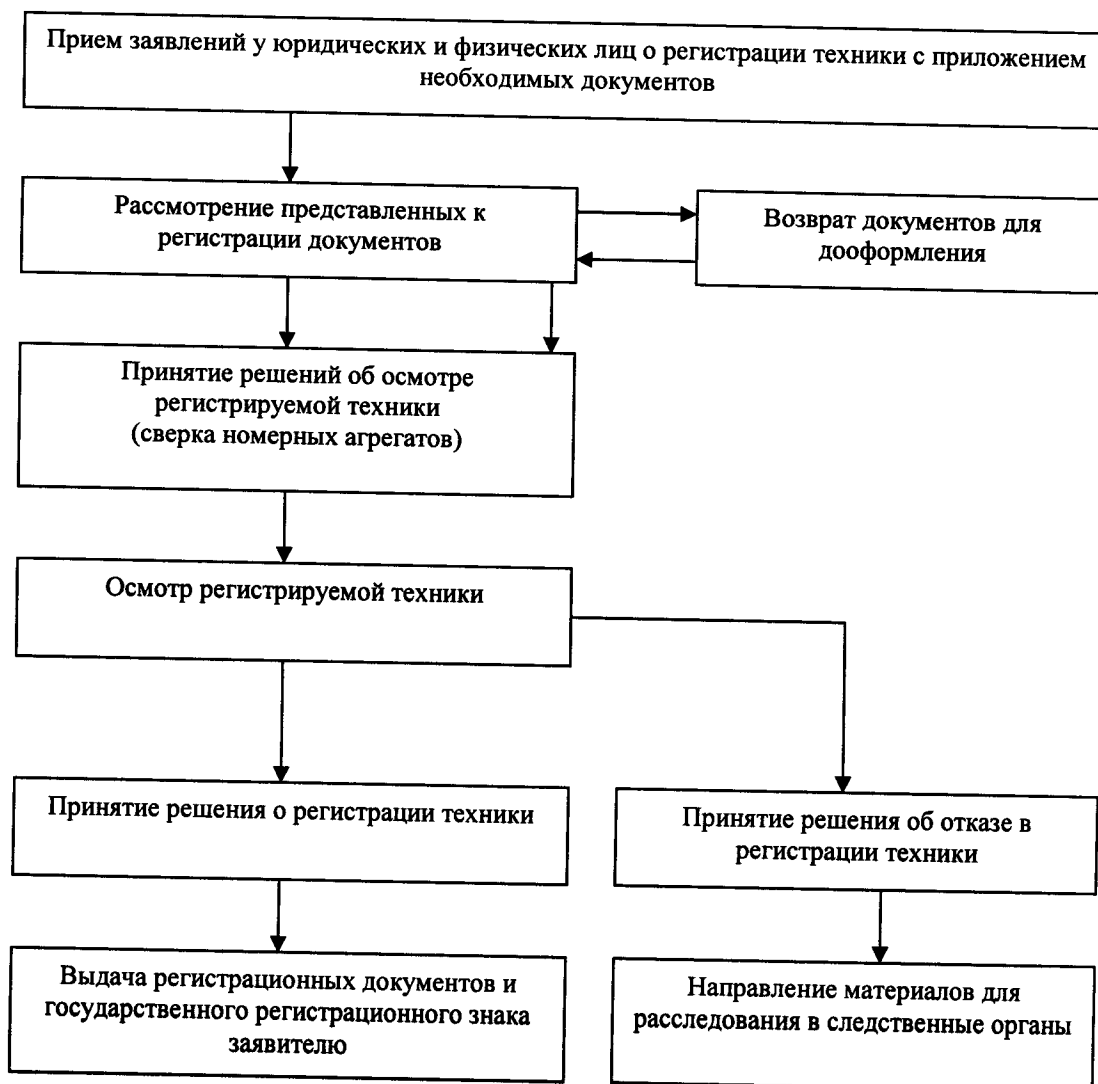 Прием заявлений у юридических и физических лиц о регистрации техники с приложением
необходимых документов
Рассмотрение представленных к
регистрации документов
Возврат документов для
дооформления
Принятие решений об осмотре
регистрируемой техники
(сверка номерных агрегатов)
Осмотр регистрируемой техники
Принятие решения о регистрации техники
Принятие решения об отказе в
регистрации техники
Выдача регистрационных документов и
государственного регистрационного знака
заявителю
Направление материалов для
расследования в следственные органы